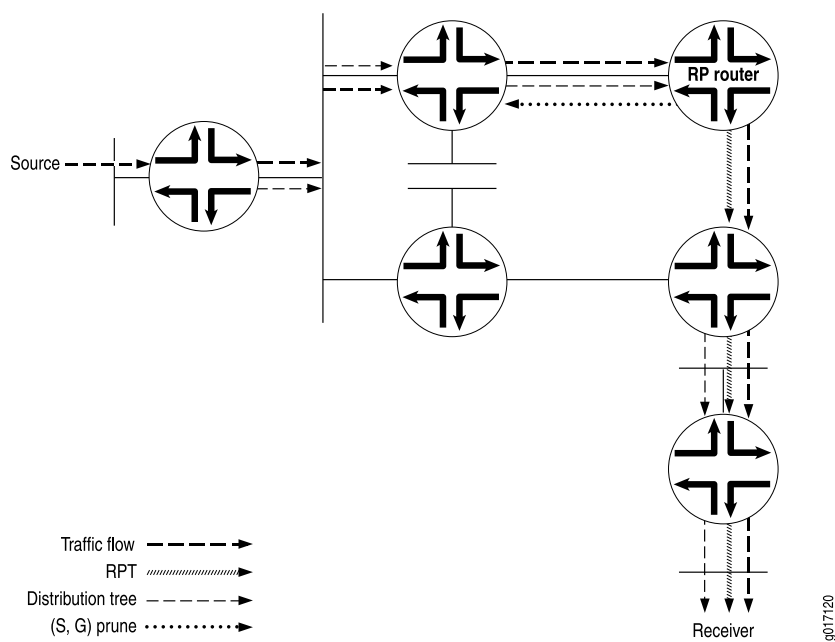 RP router
Source
Traffic flow
RPT
Distribution tree
(S, G) prune
Receiver
g017120